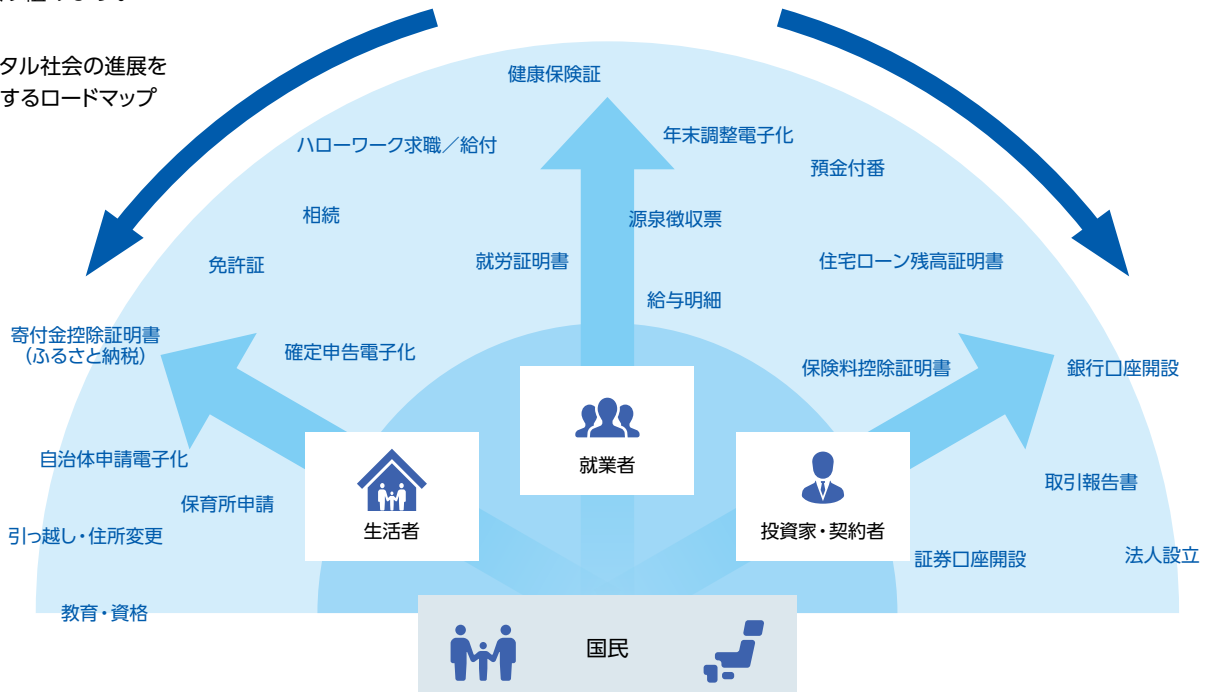 タル社会の進展を
するロードマップ
健康保険証
ハローワーク求職／給付
年末調整電子化
預金付番
相続
源泉徴収票
免許証
就労証明書
住宅ローン残高証明書
給与明細
寄付金控除証明書
（ふるさと納税）
確定申告電子化
保険料控除証明書
銀行口座開設
就業者
自治体申請電子化
取引報告書
保育所申請
生活者
投資家・契約者
引っ越し・住所変更
証券口座開設
法人設立
教育・資格
国民